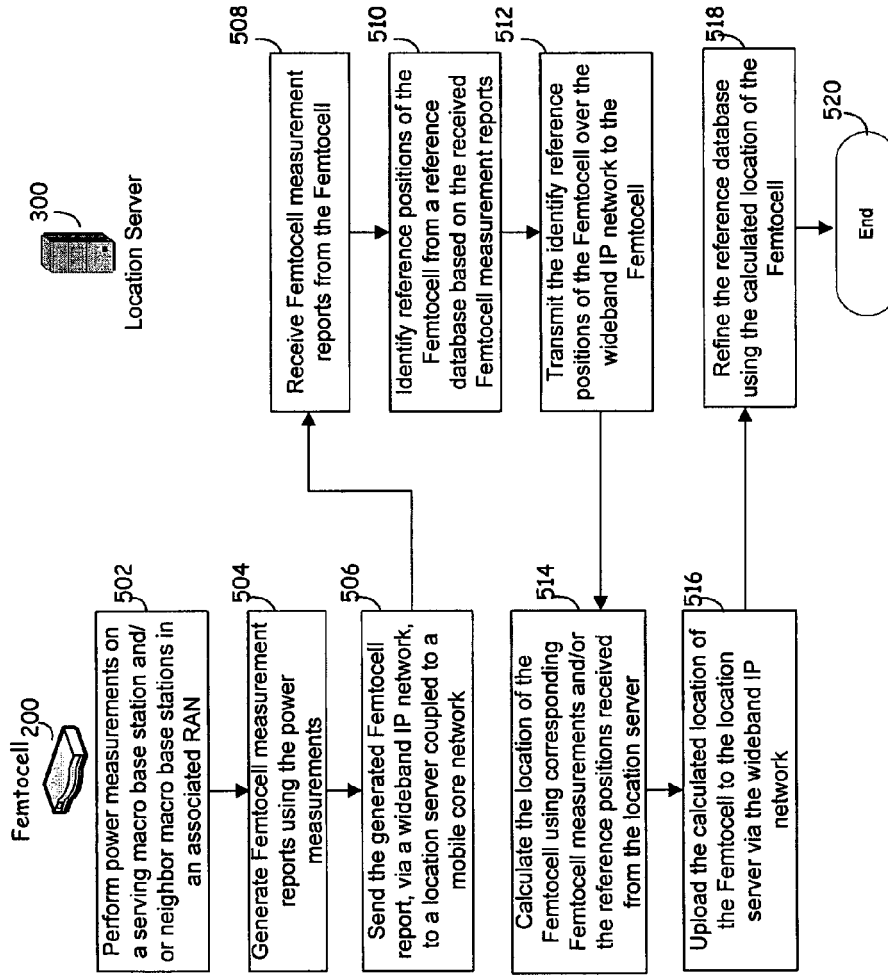 Femtocell
200
502
Perform power measurements on
a serving macro base station and/
or neighbor macro base stations in
an associated RAN
504
Generate Femtocell measurement
reports using the power
measurements
506
Send the generated Femtocell
report, via a wideband IP network,
to a location server coupled to a
mobile core network
300
Location Server
508
Receive Femtocell measurement
reports from the Femtocell
510
Identify reference positions of the
Femtocell from a reference
database based on the received
Femtocell measurement reports
512
Transmit the identify reference
positions of the Femtocell over the
wideband IP network to the
Femtocell
514
Calculate the location of the
Femtocell using corresponding
Femtocell measurements and/or
the reference positions received
from the location server
516
Upload the calculated location of
the Femtocell to the location
server via the wideband IP
network
518
Refine the reference database
using the calculated location of the
Femtocell
520
End